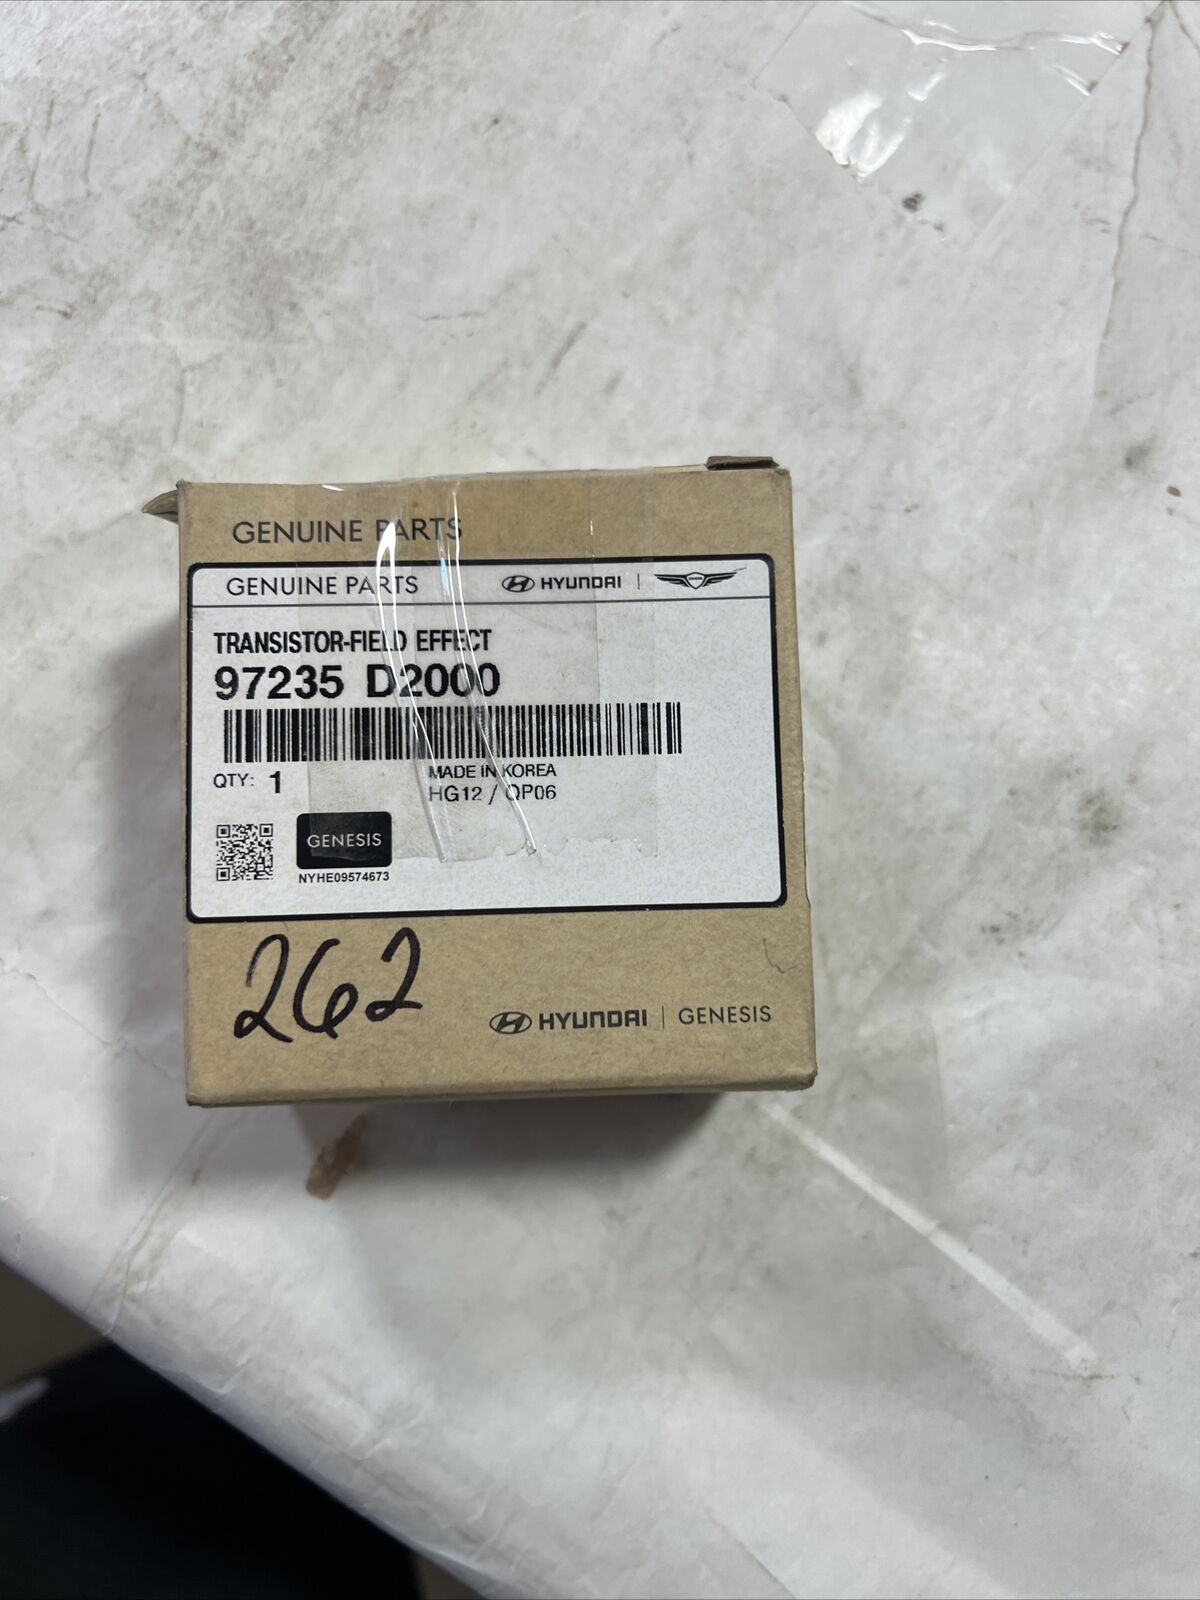 GENUINE PARTS
GENUINE PARTS HYUNDAI
TRANSISTOR-FIELD EFFECT
97235 D2000
QTY: 1
MADE IN KOREA
HG12 / QP06
GENESIS
NYHE09574673
262
HYUNDAI | GENESIS